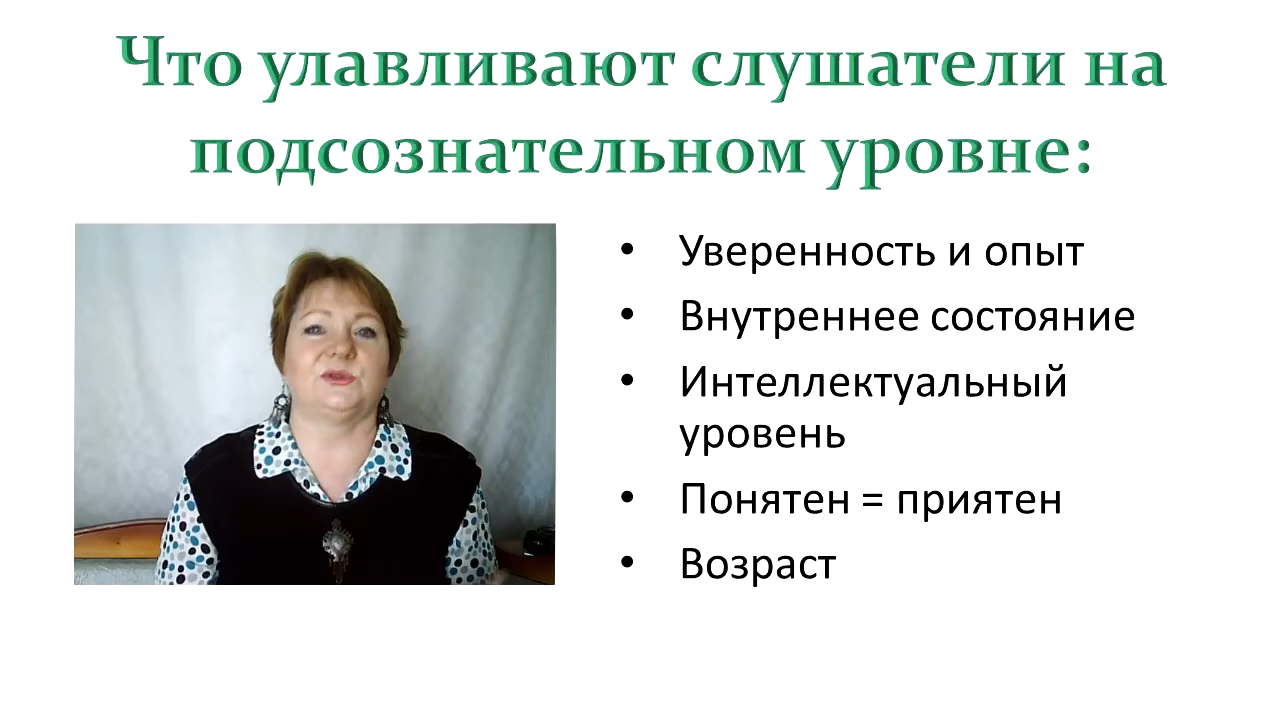 Что улавливают слушатели на
подсознательном уровне:
• Уверенность и опыт
• Внутреннее состояние
• Интеллектуальный
уровень
• Понятен = приятен
• Возраст